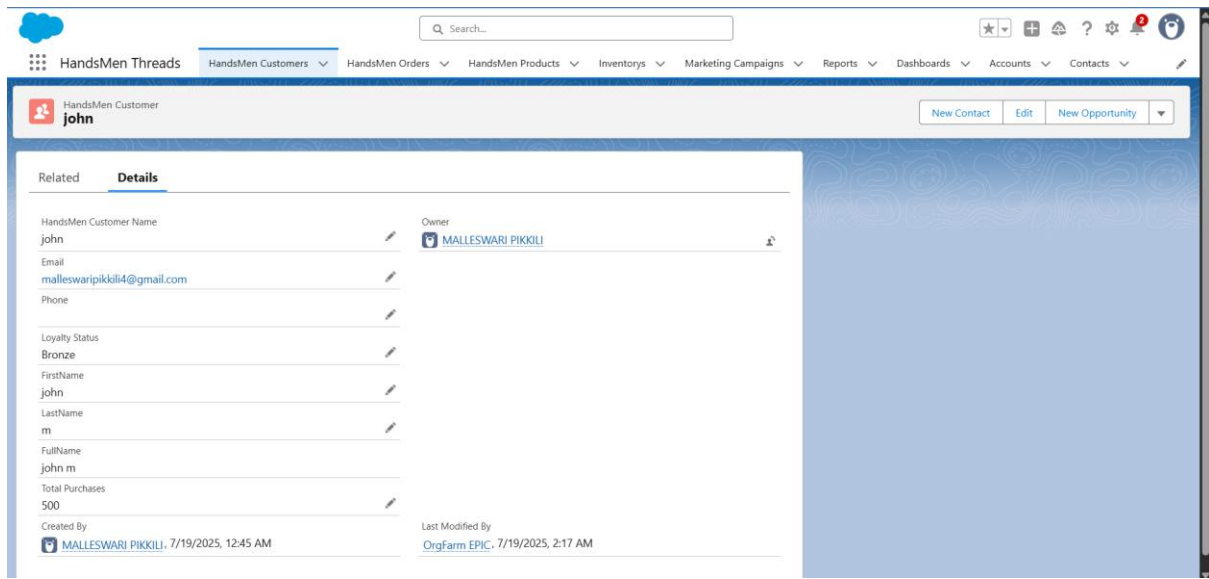 Search...
2
HandsMen Threads HandsMen Customers HandsMen Orders HandsMen Products Inventorys Marketing Campaigns Reports Dashboards Accounts Contacts
HandsMen Customer
john
New Contact Edit New Opportunity
Related Details
HandsMen Customer Name
john
Owner
MALLESWARI PIKKILI
Email
malleswaripikkili4@gmail.com
Phone
Loyalty Status
Bronze
FirstName
john
LastName
m
FullName
john m
Total Purchases
500
Created By
MALLESWARI PIKKILI, 7/19/2025, 12:45 AM
Last Modified By
OrgFarm EPIC, 7/19/2025, 2:17 AM